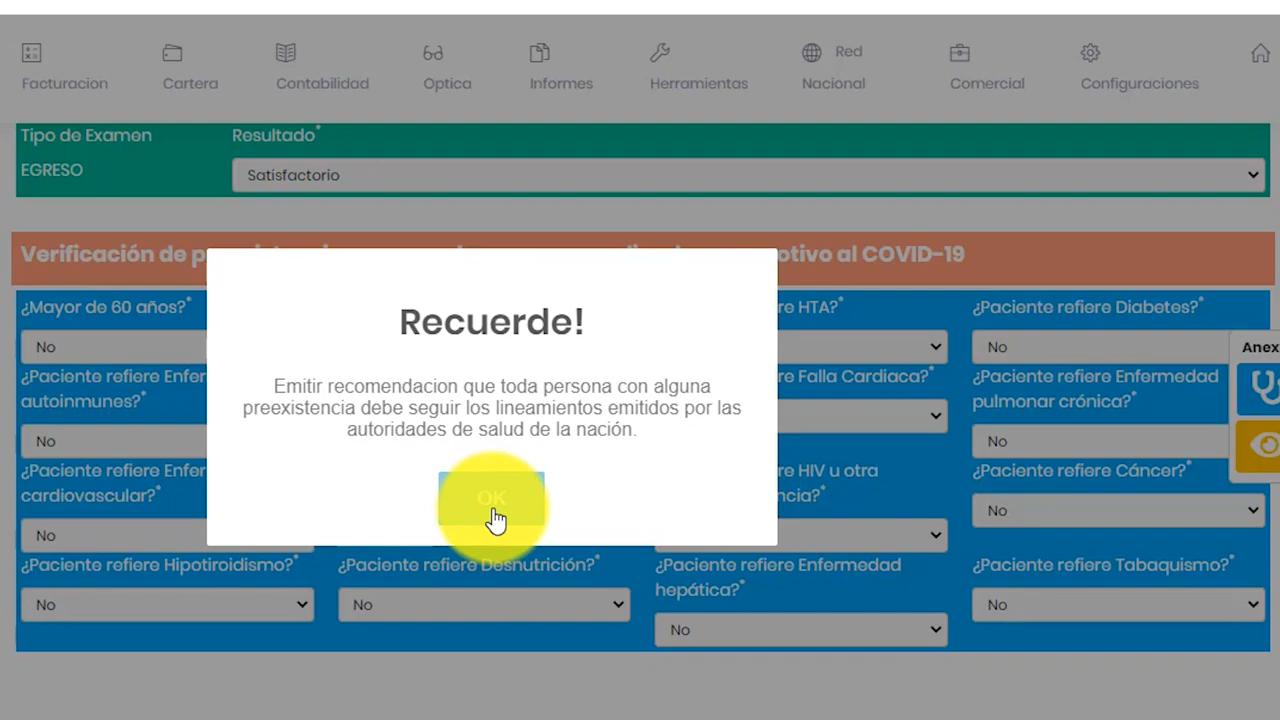 Facturacion
Cartera
Contabilidad
Optica
Informes
Herramientas
Red
Nacional
Comercial
Configuraciones
Tipo de Examen
Resultado*
EGRESO
Satisfactorio
Verificación de p
otivo al COVID-19
¿Mayor de 60 años?*
re HTA?*
¿Paciente refiere Diabetes?*
No
No
Anex
¿Paciente refiere Enfer
autoinmunes?*
re Falla Cardiaca?*
¿Paciente refiere Enfermedad
pulmonar crónica?*
No
No
¿Paciente refiere Enfer
cardiovascular?*
re HIV u otra
ncia?*
¿Paciente refiere Cáncer?*
No
No
Recuerde!
Emitir recomendacion que toda persona con alguna
preexistencia debe seguir los lineamientos emitidos por las
autoridades de salud de la nación.
OK
¿Paciente refiere Hipotiroidismo?*
¿Paciente refiere Desnutrición?*
¿Paciente refiere Enfermedad
hepática?*
¿Paciente refiere Tabaquismo?*
No
No
No
No